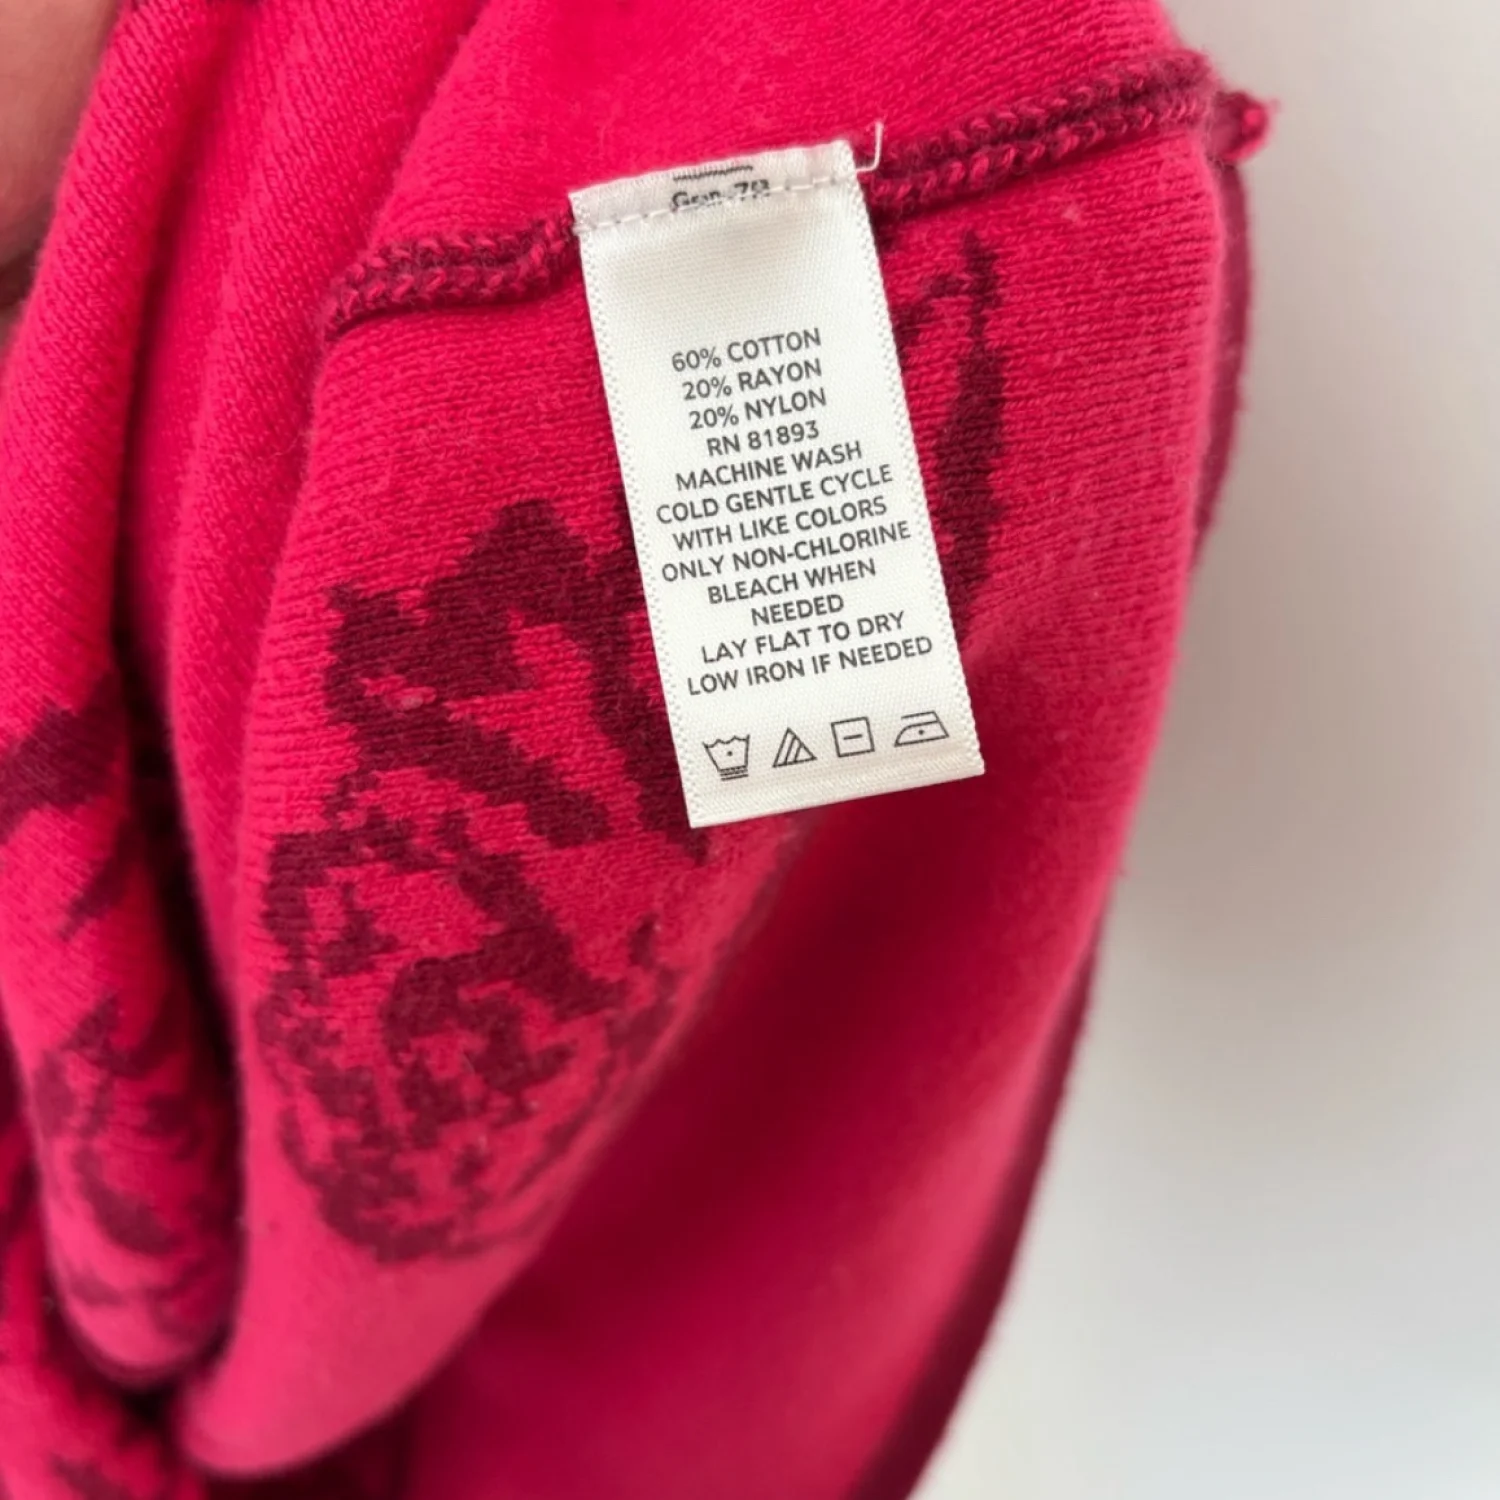 60% COTTON
20% RAYON
20% NYLON
RN 81893
MACHINE WASH
COLD GENTLE CYCLE
WITH LIKE COLORS
ONLY NON-CHLORINE
BLEACH WHEN
NEEDED
LAY FLAT TO DRY
LOW IRON IF NEEDED